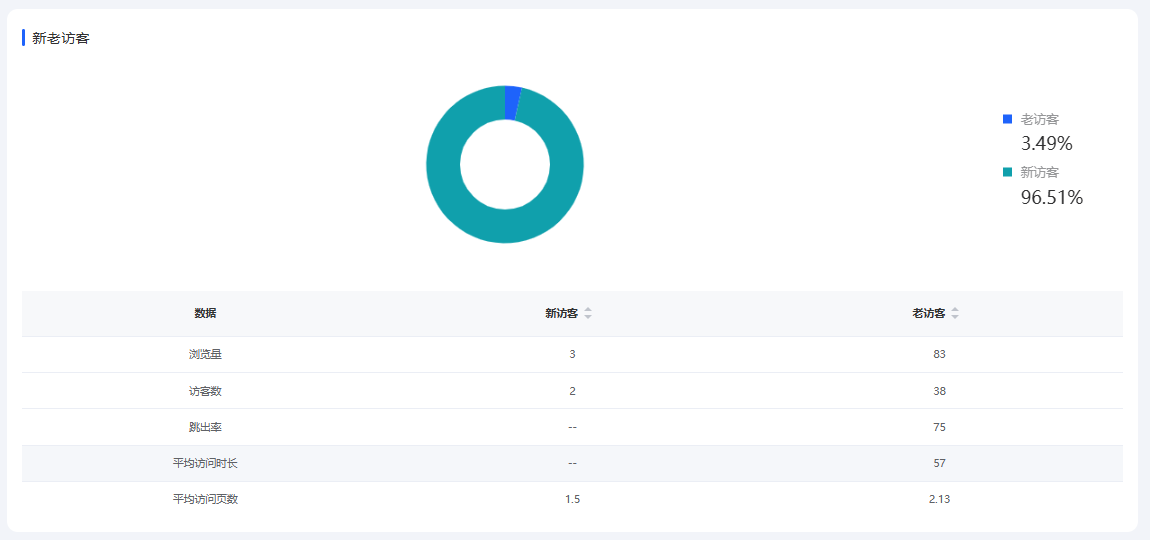 新老访客
老访客
3.49%
新访客
96.51%
数据 新访客 老访客
浏览量 3 83
访客数 2 38
跳出率 -- 75
平均访问时长 -- 57
平均访问页数 1.5 2.13